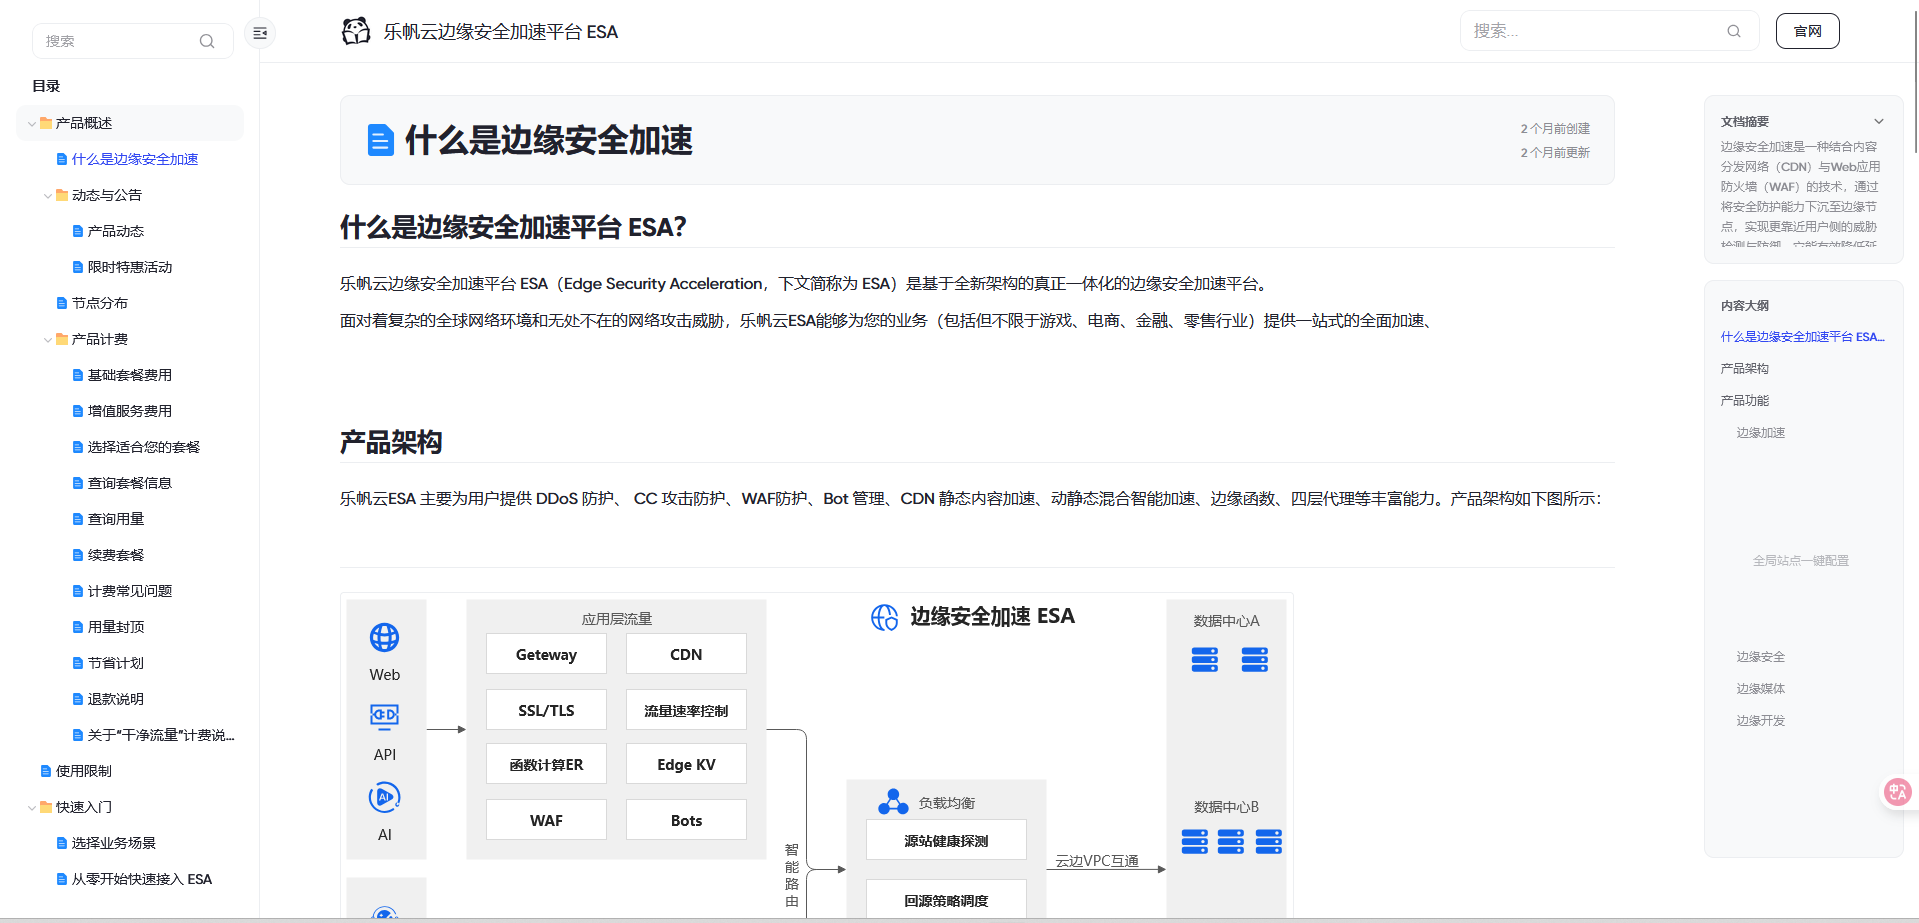 搜索
目录
产品概述
什么是边缘安全加速
动态与公告
产品动态
限时特惠活动
节点分布
产品计费
基础套餐费用
增值服务费用
选择适合您的套餐
查询套餐信息
查询用量
续费套餐
计费常见问题
用量封顶
节省计划
退款说明
关于“干净流量”计费说...
使用限制
快速入门
选择业务场景
从零开始快速接入 ESA
乐帆云边缘安全加速平台 ESA
搜索...
官网
什么是边缘安全加速
2 个月前创建
2 个月前更新
什么是边缘安全加速平台 ESA？
乐帆云边缘安全加速平台 ESA（Edge Security Acceleration，下文简称为 ESA）是基于全新架构的真正一体化的边缘安全加速平台。
面对着复杂的全球网络环境和无处不在的网络攻击威胁，乐帆云ESA能够为您的业务（包括但不限于游戏、电商、金融、零售行业）提供一站式的全面加速、
产品架构
乐帆云ESA 主要为用户提供 DDoS 防护、 CC 攻击防护、WAF防护、Bot 管理、CDN 静态内容加速、动静态混合智能加速、边缘函数、四层代理等丰富能力。产品架构如下图所示：
Web
API
AI
应用层流量
Geteway
CDN
SSL/TLS
流量速率控制
函数计算ER
Edge KV
WAF
Bots
智能路由
边缘安全加速 ESA
负载均衡
源站健康探测
回源策略调度
云边VPC互通
数据中心A
数据中心B
文档摘要
边缘安全加速是一种结合内容
分发网络（CDN）与Web应用
防火墙（WAF）的技术，通过
将安全防护能力下沉至边缘节
点，实现更靠近用户侧的威胁
检测与防御。它能有效降低延
内容大纲
什么是边缘安全加速平台 ESA...
产品架构
产品功能
边缘加速
全局站点一键配置
边缘安全
边缘媒体
边缘开发